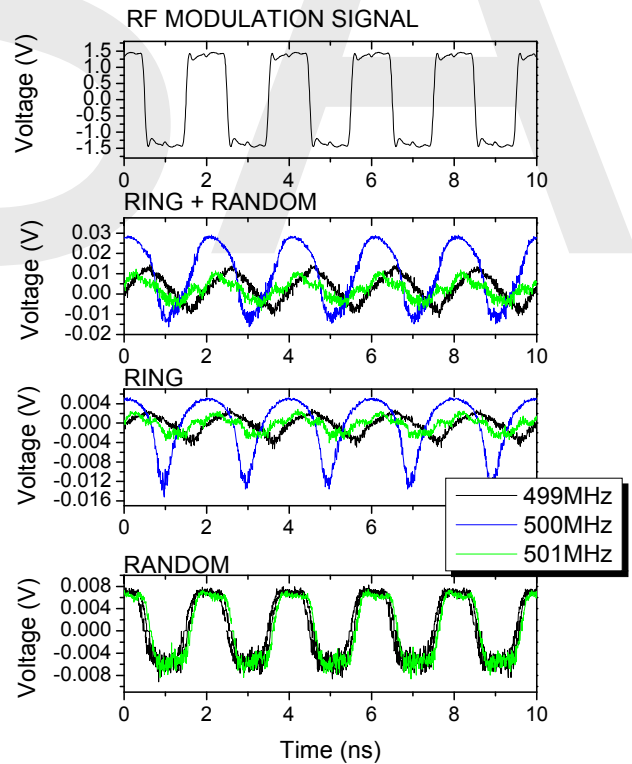 RF MODULATION SIGNAL
Voltage (V)
1.5
1.0
0.5
0.0
-0.5
-1.0
-1.5
0 2 4 6 8 10
RING + RANDOM
Voltage (V)
0.03
0.02
0.01
0.00
-0.01
-0.02
0 2 4 6 8 10
RING
Voltage (V)
0.004
0.000
-0.004
-0.008
-0.012
-0.016
0 2 4 6 8 10
499MHz
500MHz
501MHz
RANDOM
Voltage (V)
0.008
0.004
0.000
-0.004
-0.008
0 2 4 6 8 10
Time (ns)